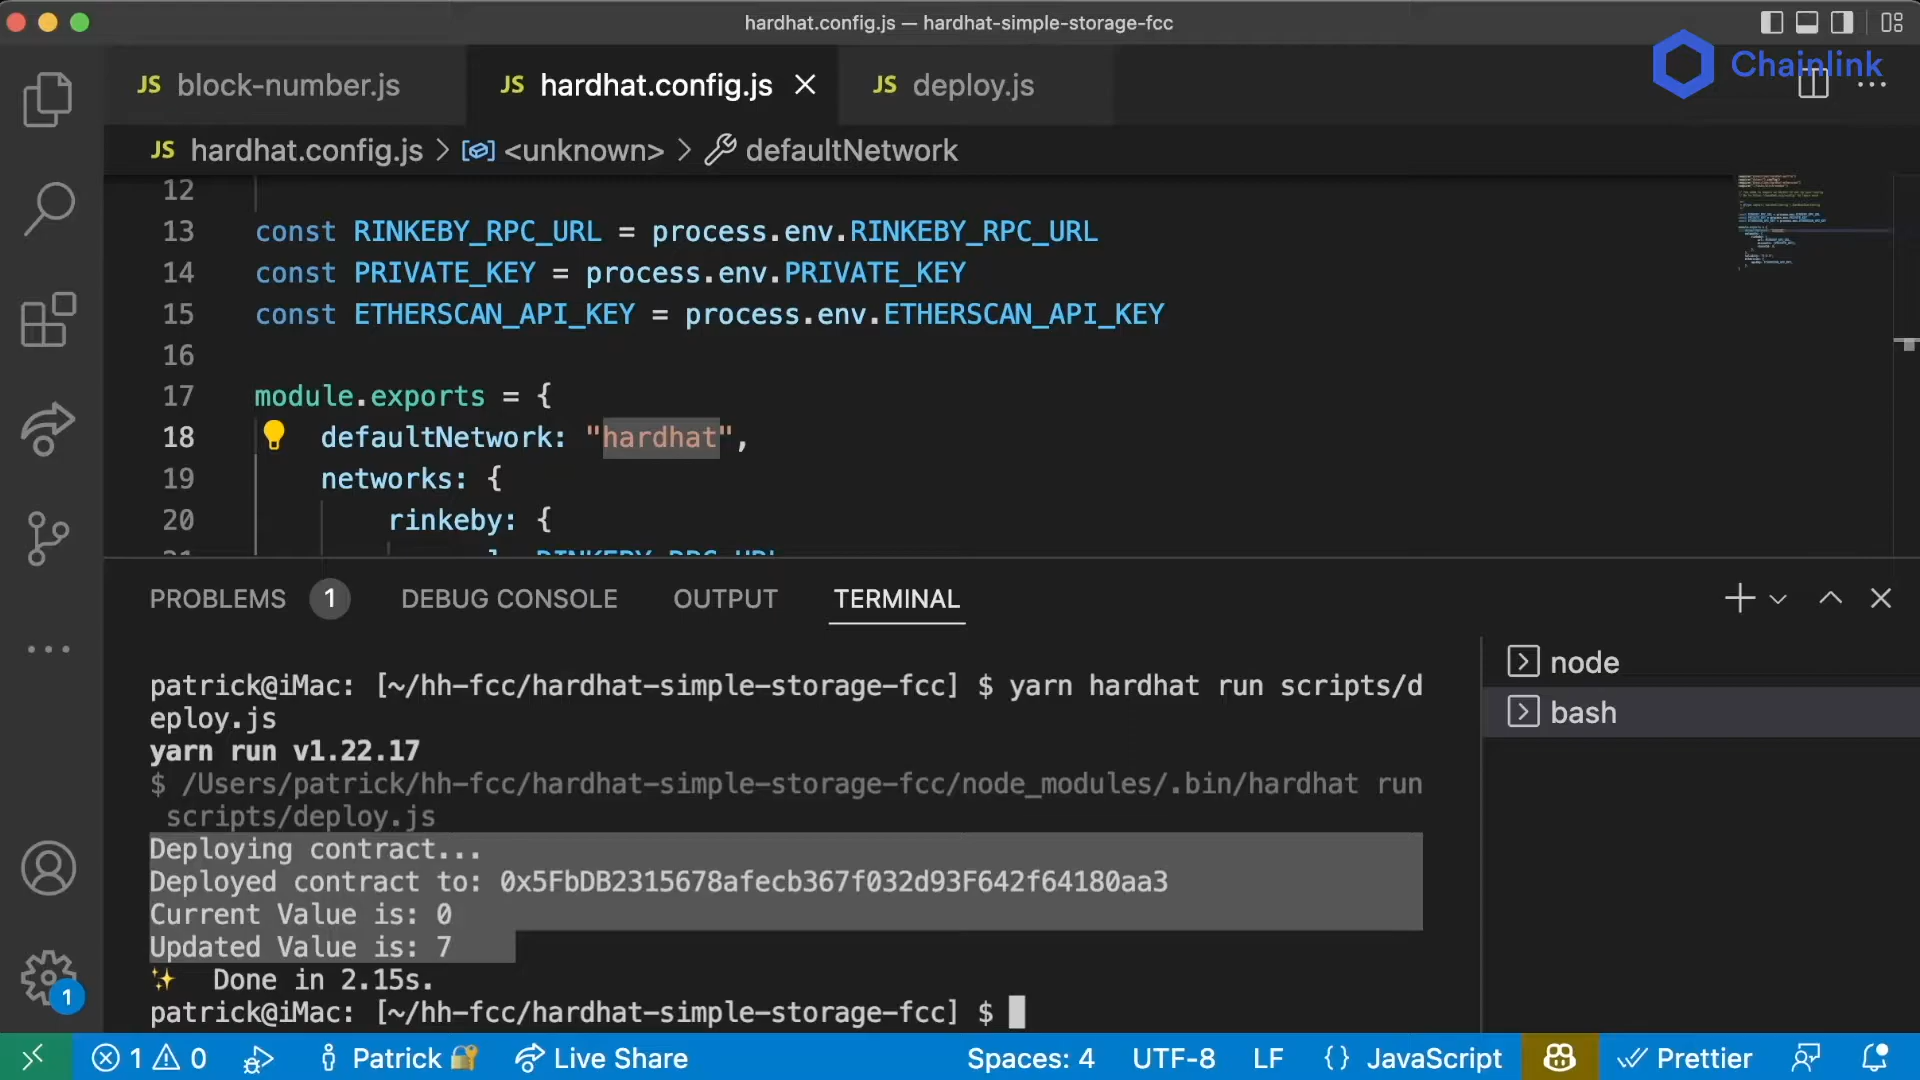 hardhat.config.js — hardhat-simple-storage-fcc
JS block-number.js
JS hardhat.config.js
JS deploy.js
Chainlink
JS hardhat.config.js > <unknown> > defaultNetwork
12
13 const RINKEBY_RPC_URL = process.env.RINKEBY_RPC_URL
14 const PRIVATE_KEY = process.env.PRIVATE_KEY
15 const ETHERSCAN_API_KEY = process.env.ETHERSCAN_API_KEY
16
17 module.exports = {
18 defaultNetwork: "hardhat",
19 networks: {
20 rinkeby: {
PROBLEMS 1 DEBUG CONSOLE OUTPUT TERMINAL
patrick@iMac: [~/hh-fcc/hardhat-simple-storage-fcc] $ yarn hardhat run scripts/d
eploy.js
yarn run v1.22.17
$ /Users/patrick/hh-fcc/hardhat-simple-storage-fcc/node_modules/.bin/hardhat run
scripts/deploy.js
Deploying contract...
Deployed contract to: 0x5FbDB2315678afecb367f032d93F642f64180aa3
Current Value is: 0
Updated Value is: 7
✨ Done in 2.15s.
patrick@iMac: [~/hh-fcc/hardhat-simple-storage-fcc] $
node
bash
1
1 0 Patrick 🔐 Live Share Spaces: 4 UTF-8 LF {} JavaScript Prettier